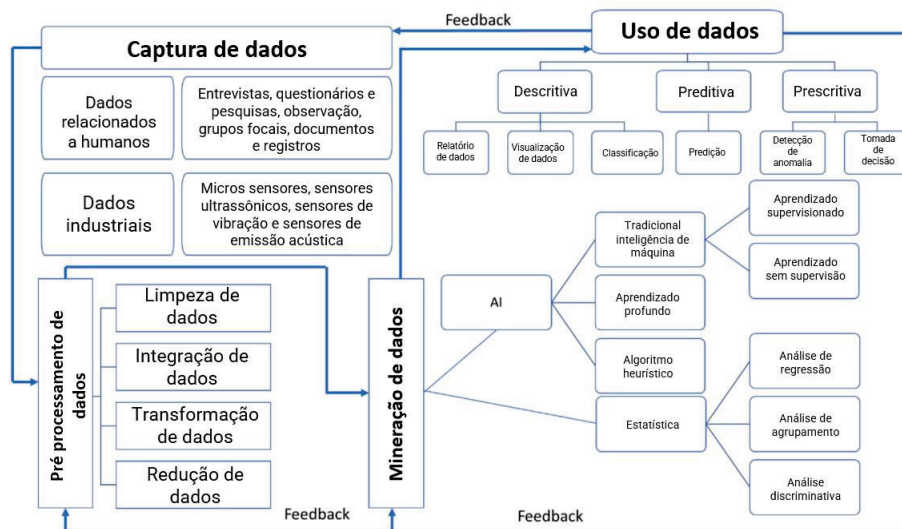 Feedback
Captura de dados
Uso de dados
Dados
relacionados
a humanos
Entrevistas, questionários e
pesquisas, observação,
grupos focais, documentos
e registros
Dados
industriais
Micros sensores, sensores
ultrassônicos, sensores de
vibração e sensores de
emissão acústica
Descritiva
Preditiva
Prescritiva
Relatório
de dados
Visualização
de dados
Classificação
Predição
Detecção
de
anomalia
Tomada
de
decisão
Pré processamento de
dados
Limpeza de
dados
Integração de
dados
Transformação
de dados
Redução de
dados
Mineração de dados
AI
Tradicional
inteligência de
máquina
Aprendizado
supervisionado
Aprendizado
sem supervisão
Aprendizado
profundo
Algoritmo
heurístico
Estatística
Análise de
regressão
Análise de
agrupamento
Análise
discriminativa
Feedback
Feedback